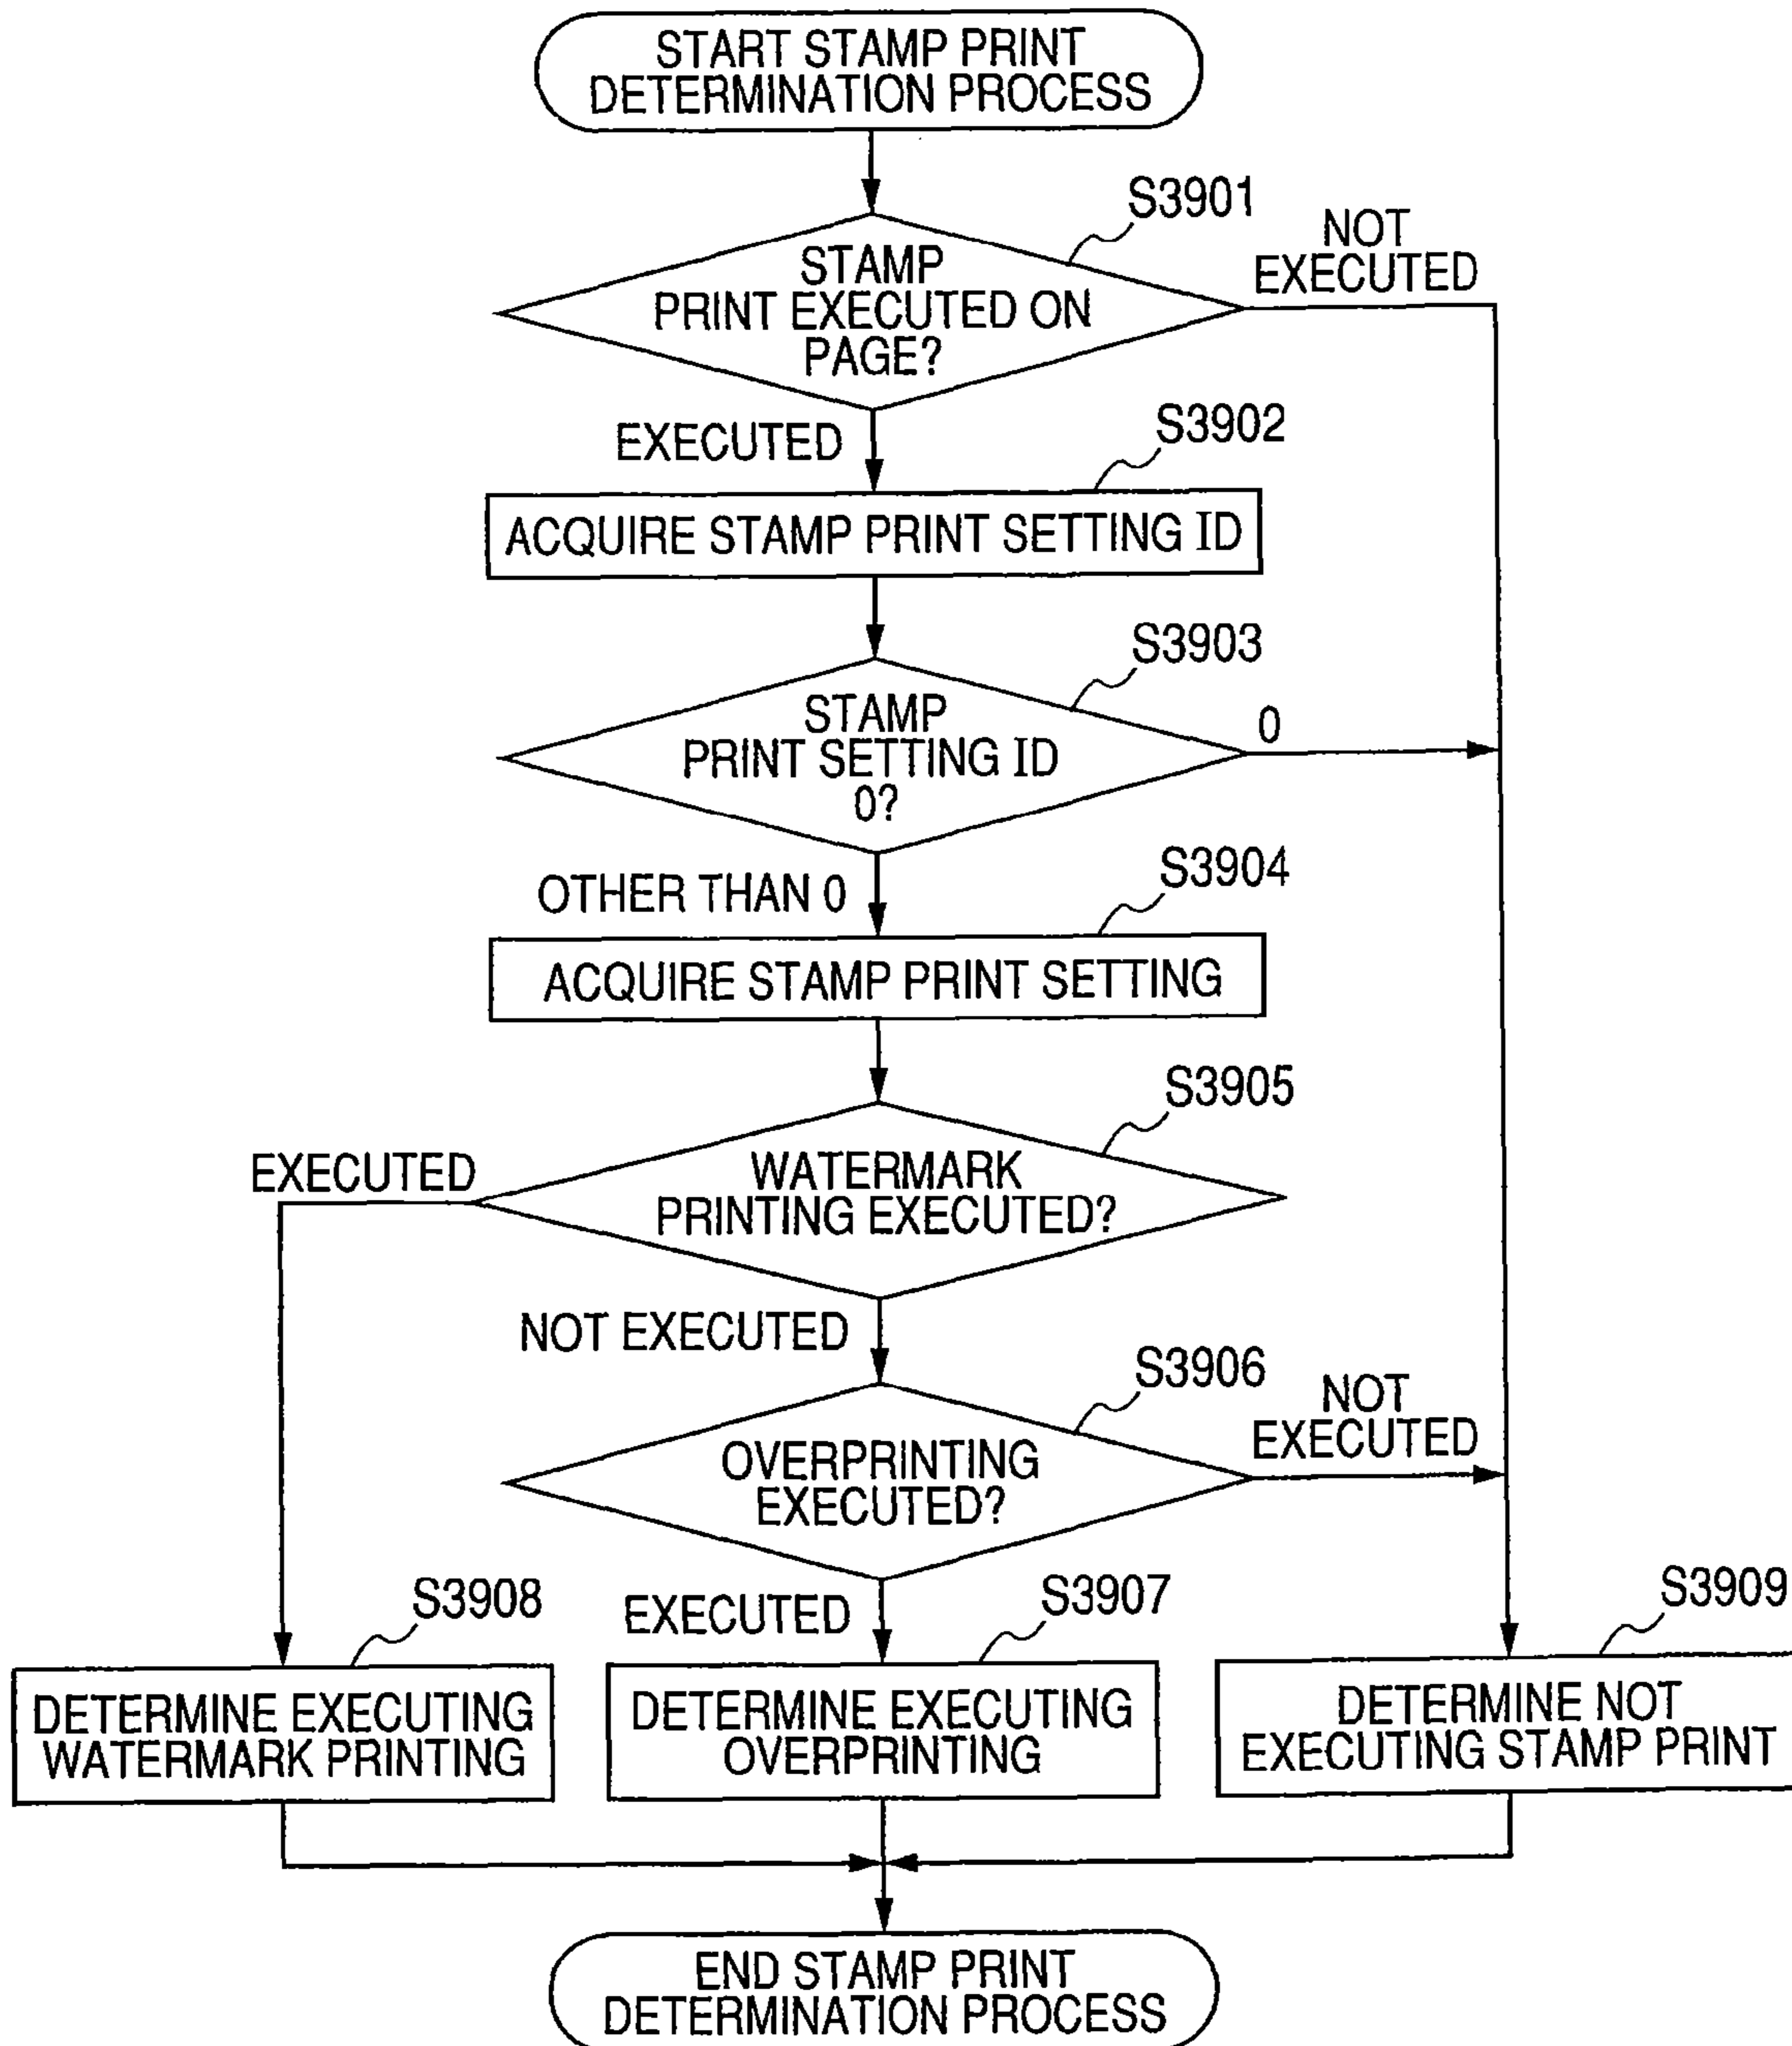 START STAMP PRINT
DETERMINATION PROCESS
S3901
NOT
EXECUTED
STAMP
PRINT EXECUTED ON
PAGE?
EXECUTED
S3902
ACQUIRE STAMP PRINT SETTING ID
S3903
STAMP
PRINT SETTING ID
0?
0
OTHER THAN 0
S3904
ACQUIRE STAMP PRINT SETTING
S3905
EXECUTED
WATERMARK
PRINTING EXECUTED?
NOT EXECUTED
S3906
NOT
EXECUTED
OVERPRINTING
EXECUTED?
EXECUTED
S3908
S3907
S3909
DETERMINE EXECUTING
WATERMARK PRINTING
DETERMINE EXECUTING
OVERPRINTING
DETERMINE NOT
EXECUTING STAMP PRINT
END STAMP PRINT
DETERMINATION PROCESS